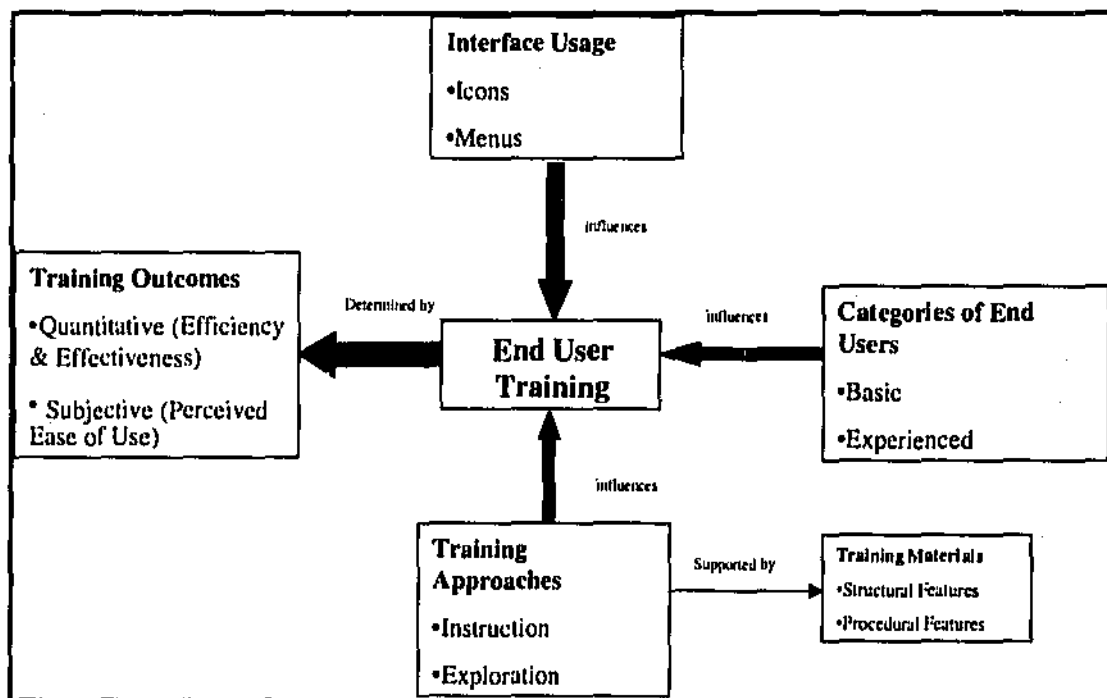 Interface Usage
•Icons
•Menus
influences
Training Outcomes
•Quantitative (Efficiency
& Effectiveness)
• Subjective (Perceived
Ease of Use)
Determined by
End User
Training
influences
Categories of End
Users
•Basic
•Experienced
influences
Training
Approaches
•Instruction
•Exploration
Supported by
Training Materials
•Structural Features
•Procedural Features